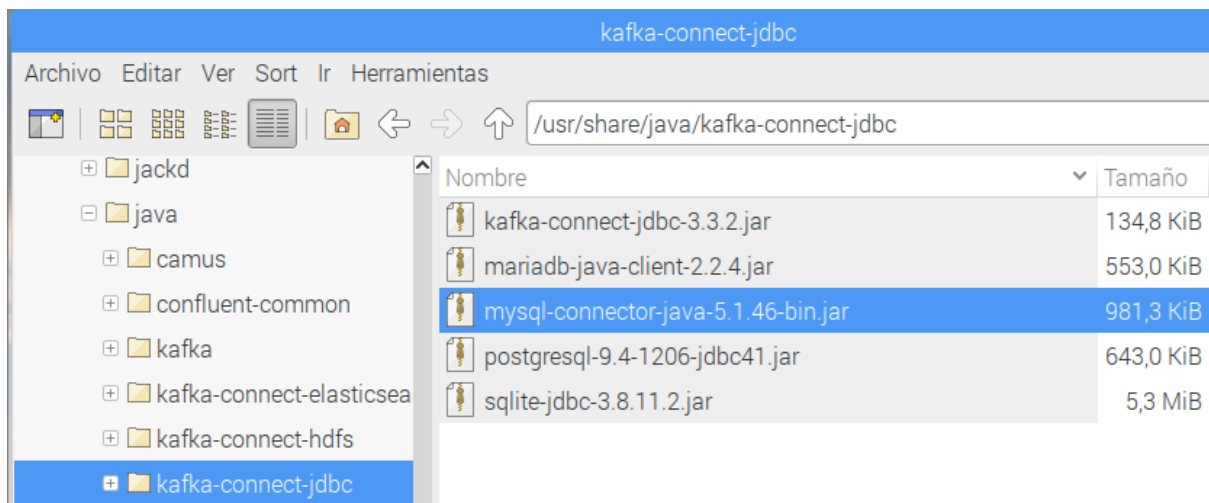 kafka-connect-jdbc
Archivo Editar Ver Sort Ir Herramientas
/usr/share/java/kafka-connect-jdbc
jackd
java
camus
confluent-common
kafka
kafka-connect-elasticsea
kafka-connect-hdfs
kafka-connect-jdbc
Nombre Tamaño
kafka-connect-jdbc-3.3.2.jar 134,8 KiB
mariadb-java-client-2.2.4.jar 553,0 KiB
mysql-connector-java-5.1.46-bin.jar 981,3 KiB
postgresql-9.4-1206-jdbc41.jar 643,0 KiB
sqlite-jdbc-3.8.11.2.jar 5,3 MiB